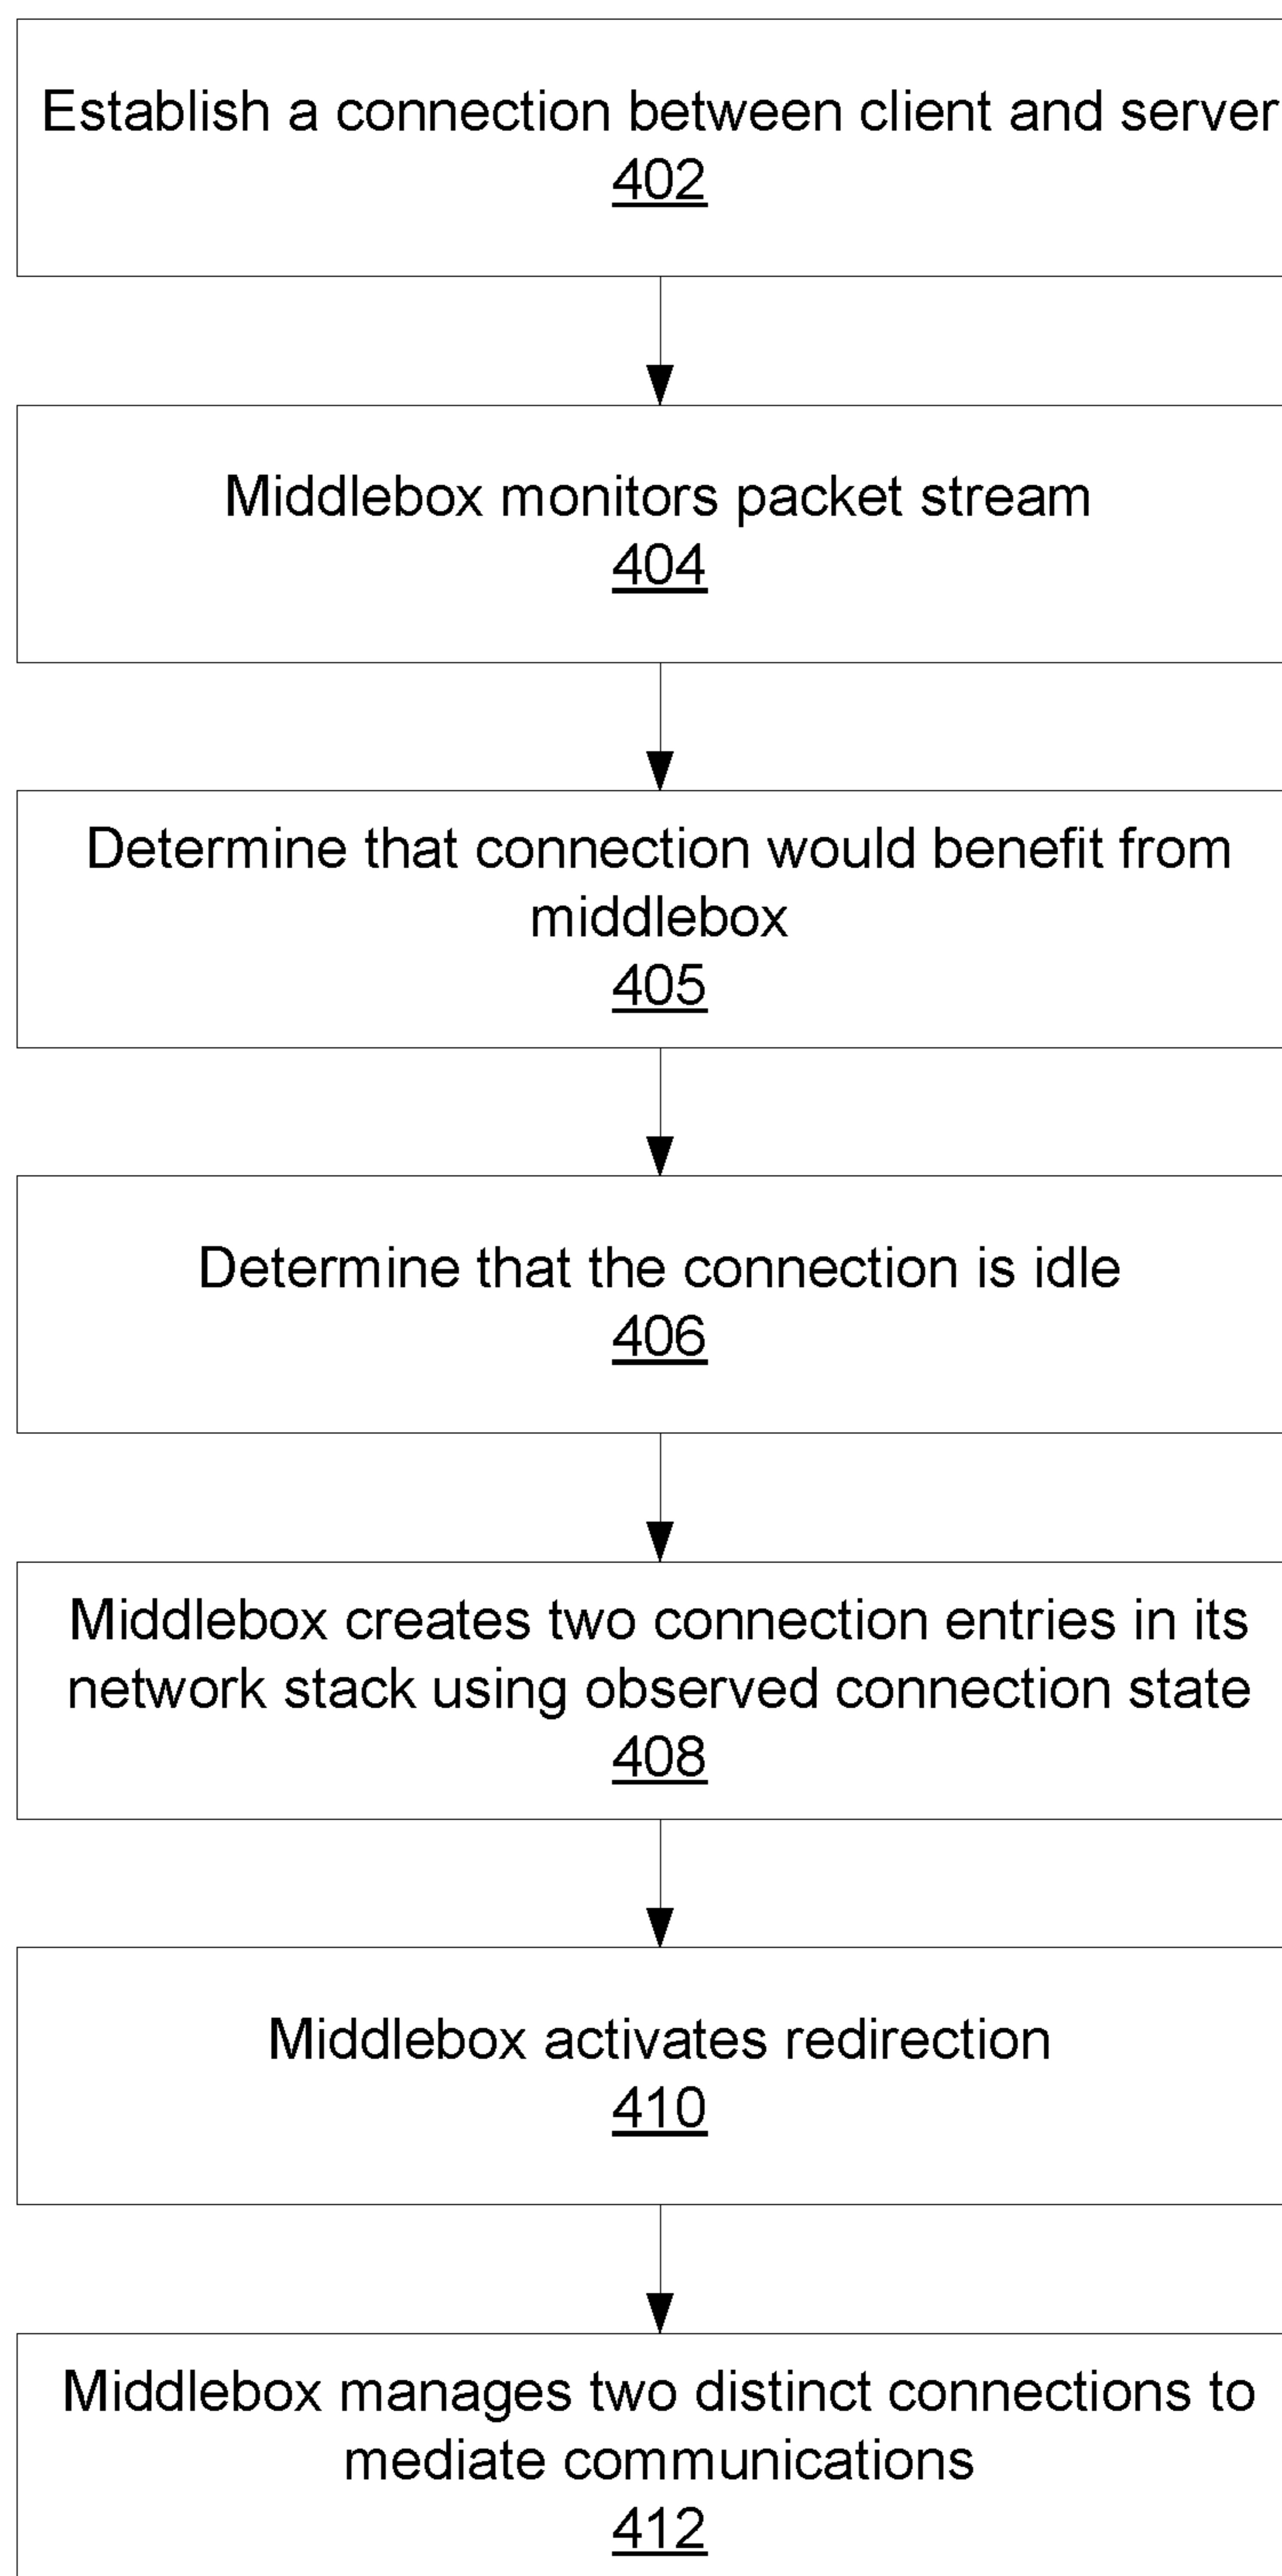 Establish a connection between client and server
402
Middlebox monitors packet stream
404
Determine that connection would benefit from
middlebox
405
Determine that the connection is idle
406
Middlebox creates two connection entries in its
network stack using observed connection state
408
Middlebox activates redirection
410
Middlebox manages two distinct connections to
mediate communications
412